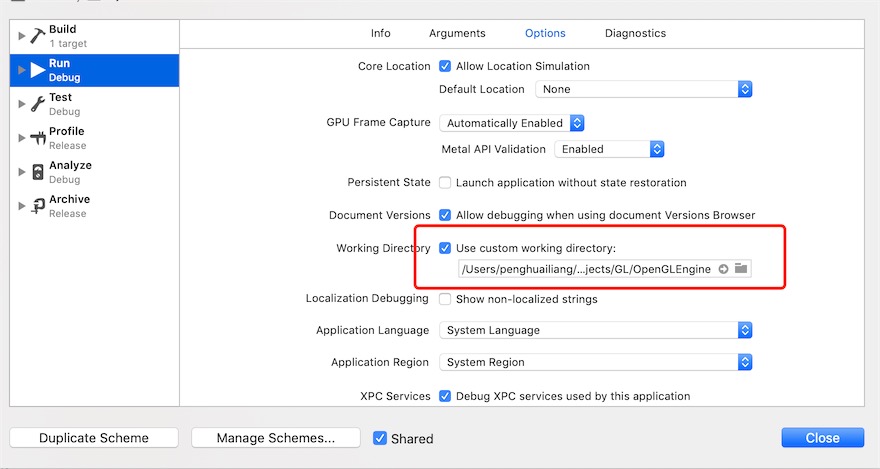 Build
1 target
Run
Debug
Test
Debug
Profile
Release
Analyze
Debug
Archive
Release
Info Arguments Options Diagnostics
Core Location Allow Location Simulation
Default Location None
GPU Frame Capture Automatically Enabled
Metal API Validation Enabled
Persistent State Launch application without state restoration
Document Versions Allow debugging when using document Versions Browser
Working Directory Use custom working directory:
/Users/penghuailiang/...jects/GL/OpenGLEngine
Localization Debugging Show non-localized strings
Application Language System Language
Application Region System Region
XPC Services Debug XPC services used by this application
Duplicate Scheme Manage Schemes... Shared Close